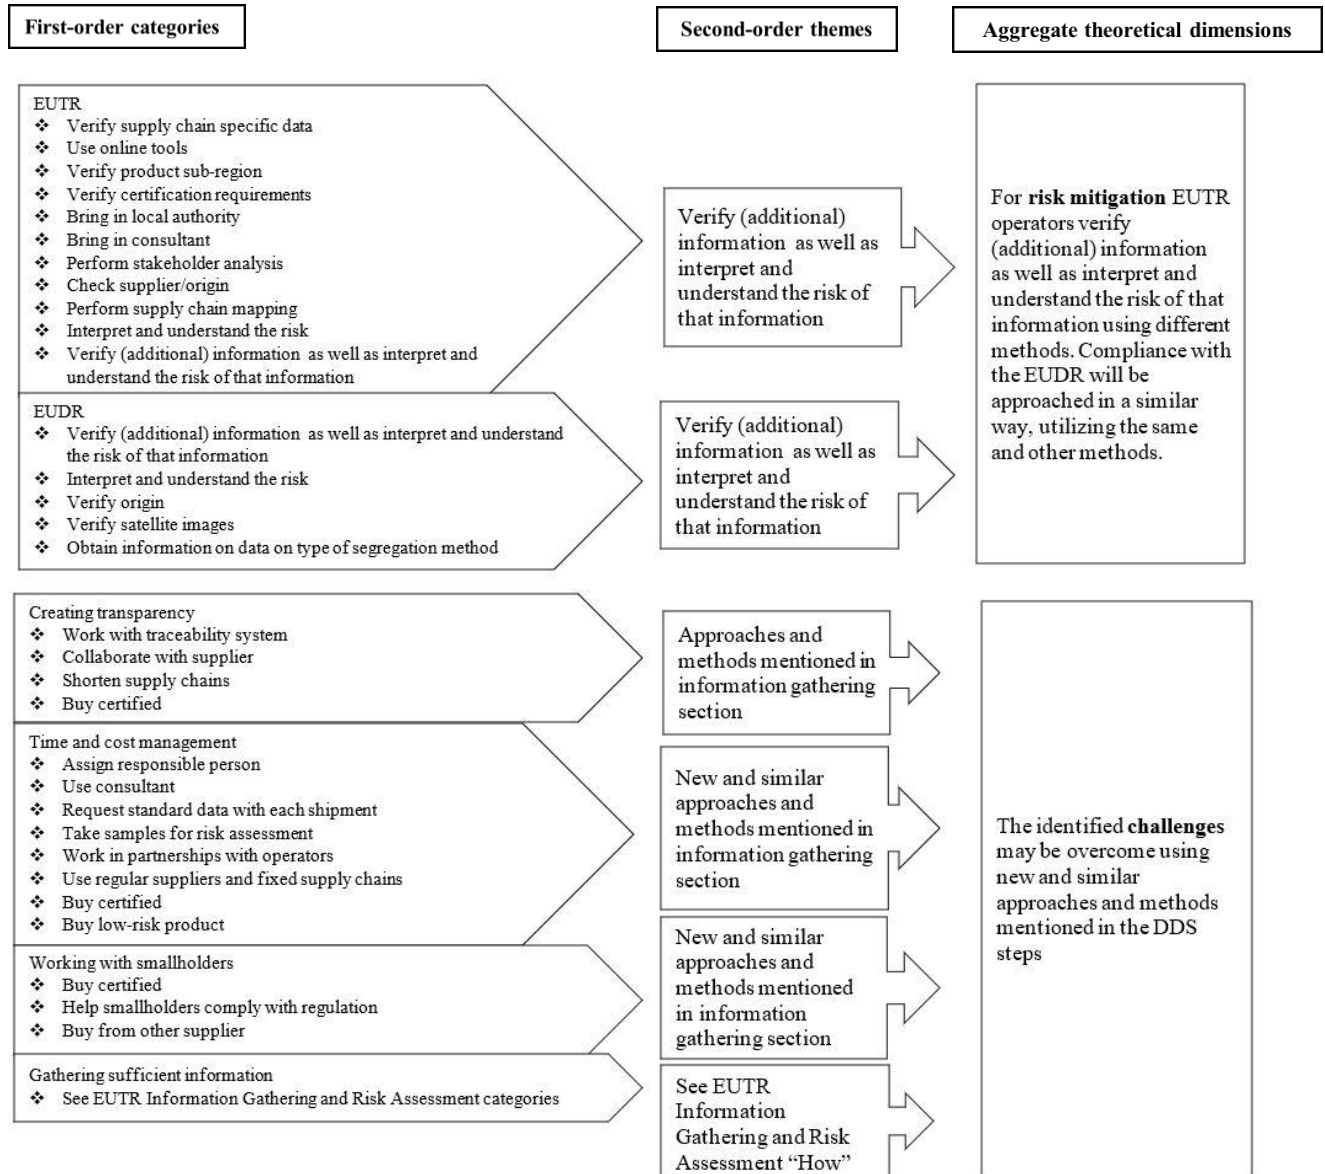 First-order categories
Second-order themes
Aggregate theoretical dimensions
EUTR
❖ Verify supply chain specific data
❖ Use online tools
❖ Verify product sub-region
❖ Verify certification requirements
❖ Bring in local authority
❖ Bring in consultant
❖ Perform stakeholder analysis
❖ Check supplier/origin
❖ Perform supply chain mapping
❖ Interpret and understand the risk
❖ Verify (additional) information as well as interpret and
understand the risk of that information
Verify (additional)
information as well as
interpret and
understand the risk of
that information
For risk mitigation EUTR
operators verify
(additional) information
as well as interpret and
understand the risk of that
information using different
methods. Compliance with
the EUDR will be
approached in a similar
way, utilizing the same
and other methods.
EUDR
❖ Verify (additional) information as well as interpret and understand
the risk of that information
❖ Interpret and understand the risk
❖ Verify origin
❖ Verify satellite images
❖ Obtain information on data on type of segregation method
Verify (additional)
information as well as
interpret and
understand the risk of
that information
Creating transparency
❖ Work with traceability system
❖ Collaborate with supplier
❖ Shorten supply chains
❖ Buy certified
Approaches and
methods mentioned in
information gathering
section
Time and cost management
❖ Assign responsible person
❖ Use consultant
❖ Request standard data with each shipment
❖ Take samples for risk assessment
❖ Work in partnerships with operators
❖ Use regular suppliers and fixed supply chains
❖ Buy certified
❖ Buy low-risk product
New and similar
approaches and
methods mentioned in
information gathering
section
The identified challenges
may be overcome using
new and similar
approaches and methods
mentioned in the DDS
steps
Working with smallholders
❖ Buy certified
❖ Help smallholders comply with regulation
❖ Buy from other supplier
New and similar
approaches and
methods mentioned
in information
gathering section
Gathering sufficient information
❖ See EUTR Information Gathering and Risk Assessment categories
See EUTR
Information
Gathering and Risk
Assessment “How”